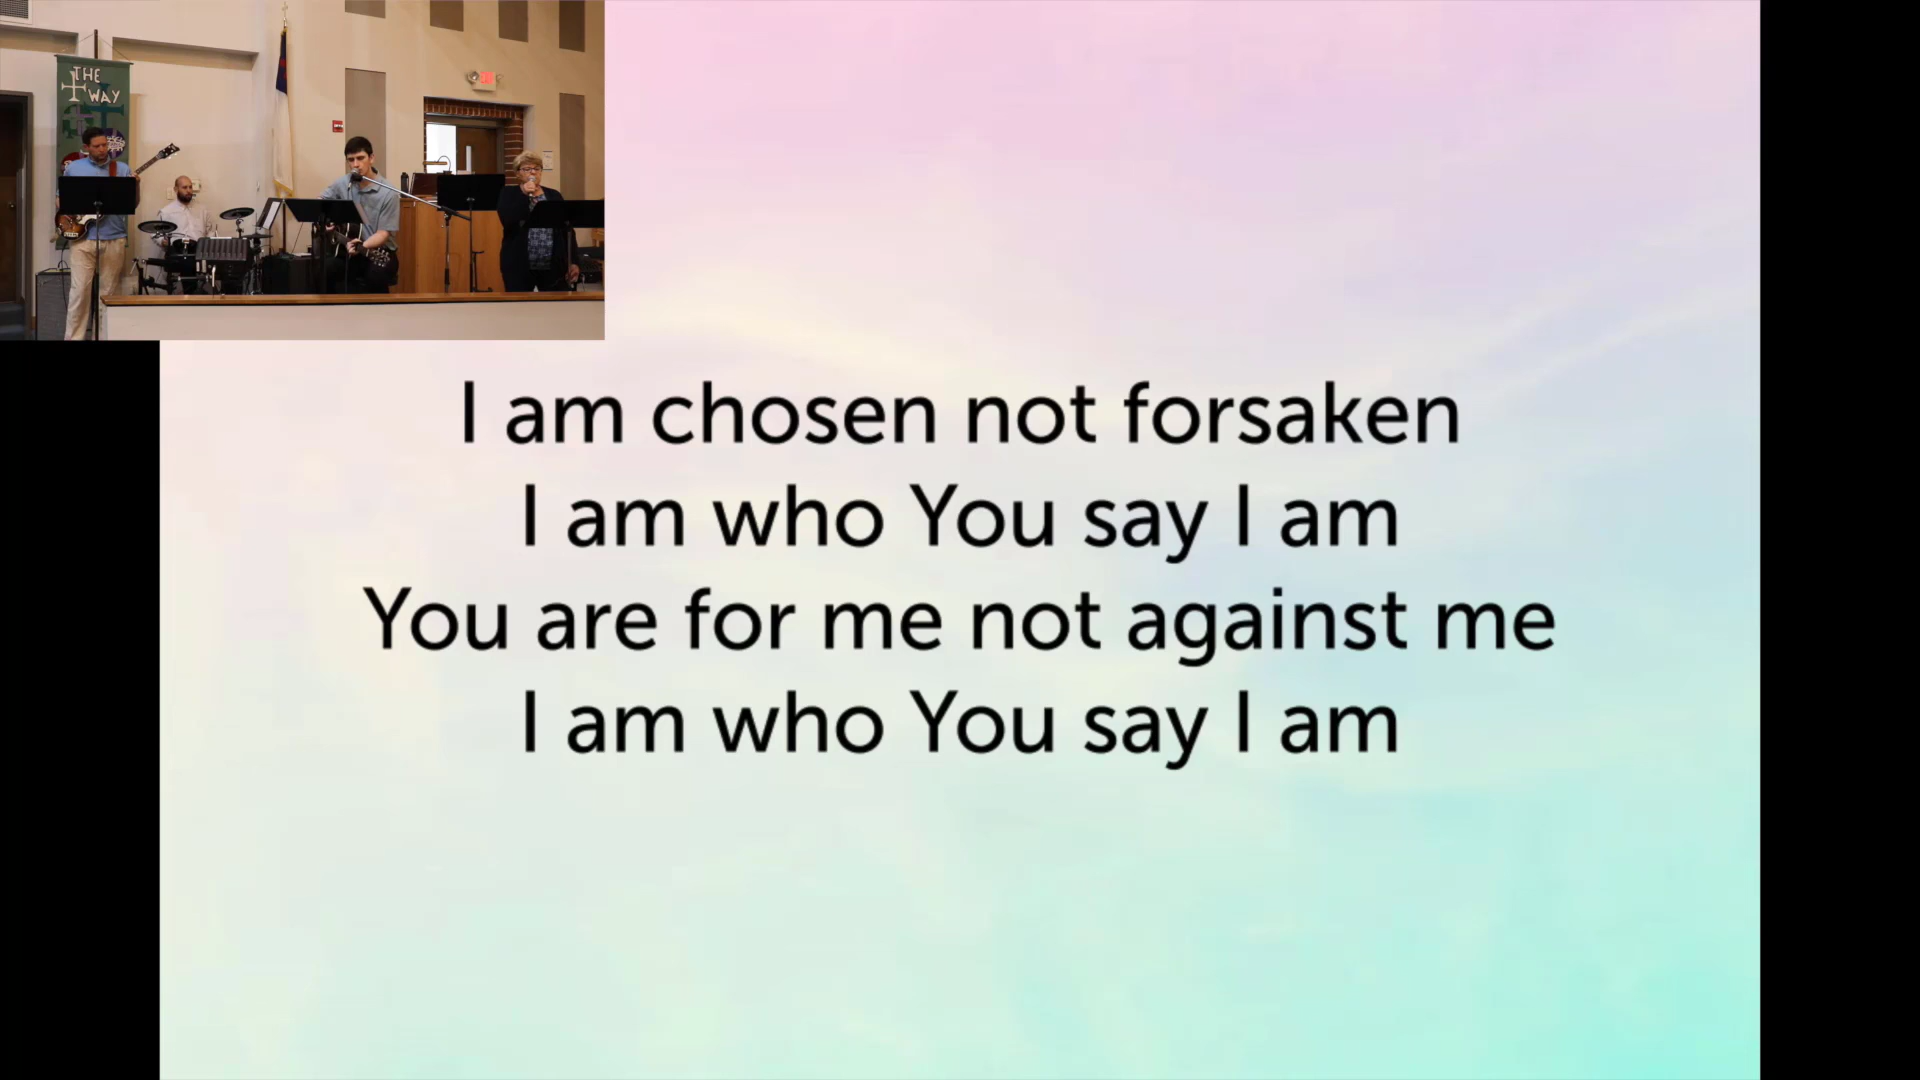 THE
WAY
I am chosen not forsaken
I am who You say I am
You are for me not against me
I am who You say I am